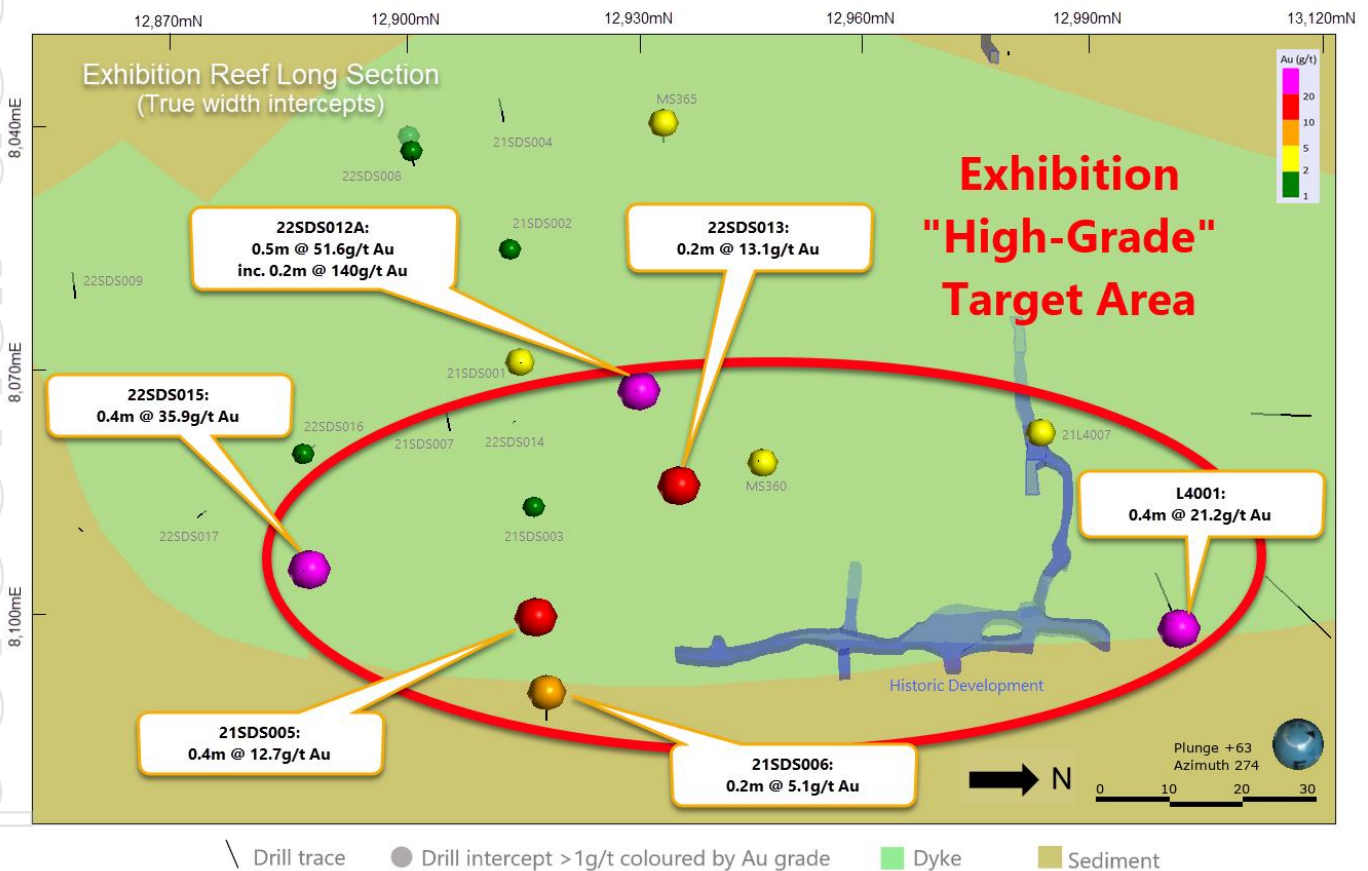 12,870mN
12,900mN
12,930mN
12,960mN
12,990mN
13,120mN
Exhibition Reef Long Section
(True width intercepts)
Au (g/t)
20
10
5
2
1
8,040mE
8,070mE
8,100mE
MS365
21SDS004
22SDS008
Exhibition
"High-Grade"
Target Area
22SDS012A:
0.5m @ 51.6g/t Au
inc. 0.2m @ 140g/t Au
21SDS002
22SDS013:
0.2m @ 13.1g/t Au
22SDS009
21SDS001
22SDS015:
0.4m @ 35.9g/t Au
22SDS016
21SDS007
22SDS014
21L4007
MS360
L4001:
0.4m @ 21.2g/t Au
22SDS017
21SDS003
Historic Development
21SDS005:
0.4m @ 12.7g/t Au
21SDS006:
0.2m @ 5.1g/t Au
N
Plunge +63
Azimuth 274
E
0 10 20 30
Drill trace
Drill intercept >1g/t coloured by Au grade
Dyke
Sediment